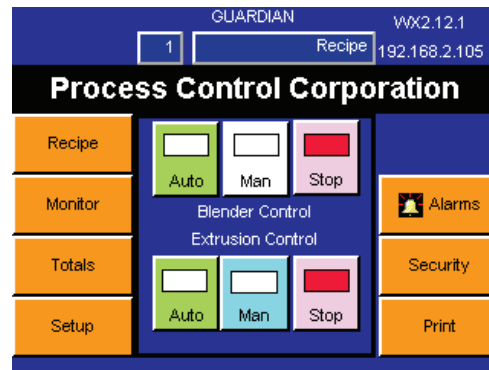 GUARDIAN
WX2.12.1
1
Recipe
192.168.2.105
Process Control Corporation
Recipe
Monitor
Totals
Setup
Auto
Man
Stop
Blender Control
Extrusion Control
Auto
Man
Stop
Alarms
Security
Print